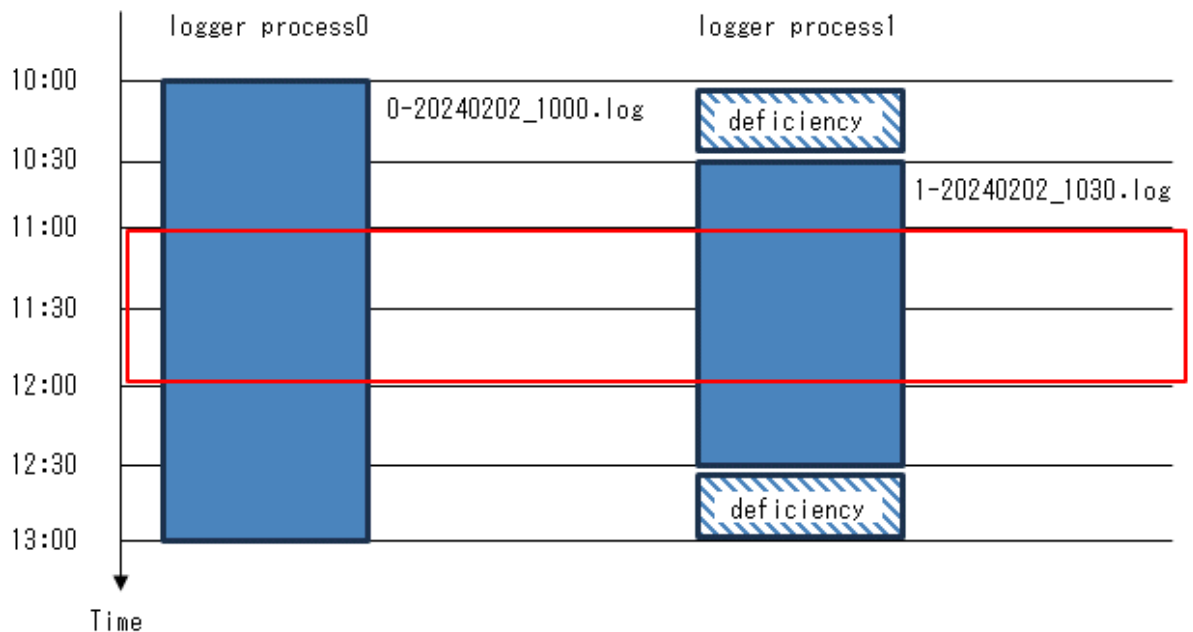 logger process0
logger process1
10:00
0-20240202_1000.log
deficiency
10:30
1-20240202_1030.log
11:00
11:30
12:00
12:30
deficiency
13:00
Time